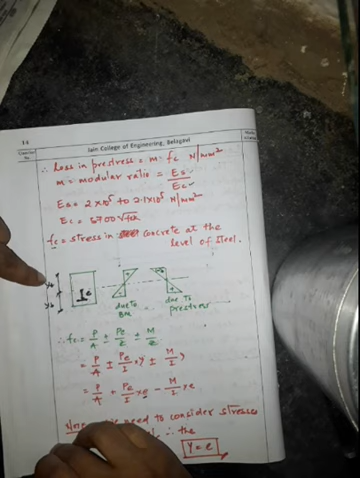 14
Jain College of Engineering, Belagavi
∴ Loss in prestress = m · fc N/mm²
m = modular ratio = Es/Ec
Es = 2×10⁵ to 2.1×10⁵ N/mm²
Ec = 5700√fck
fc = stress in concrete at the
level of steel.
due to
BM
due to
prestress
∴ fc = P/A ± Pe/Z ± M/Z
= P/A ± Pe/I × y ± M/I y
= P/A + Pe/I × e - M/I × e
need to consider stresses
∴ the
y = e